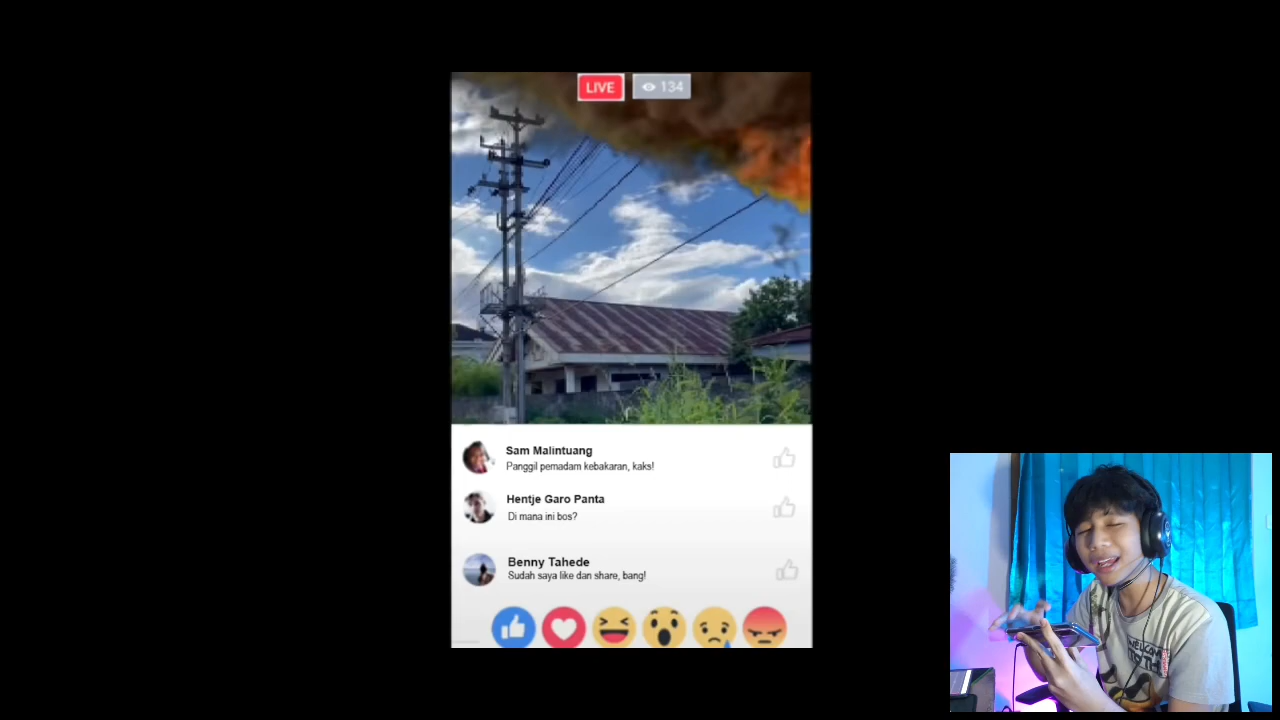 LIVE
134
Sam Malintuang
Panggil pemadam kebakaran, kaks!
Hentje Garo Panta
Di mana ini bos?
Benny Tahede
Sudah saya like dan share, bang!
WELCOME